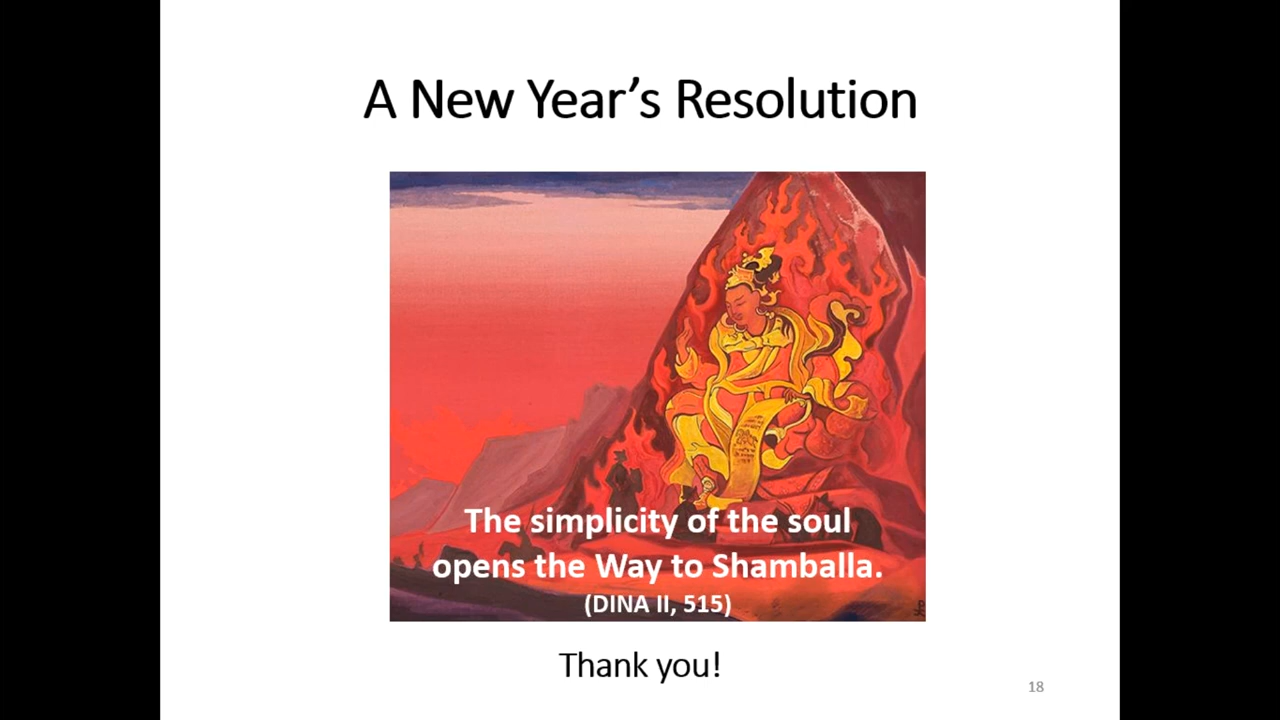 A New Year’s Resolution
The simplicity of the soul
opens the Way to Shamballa.
(DINA II, 515)
Thank you!
18